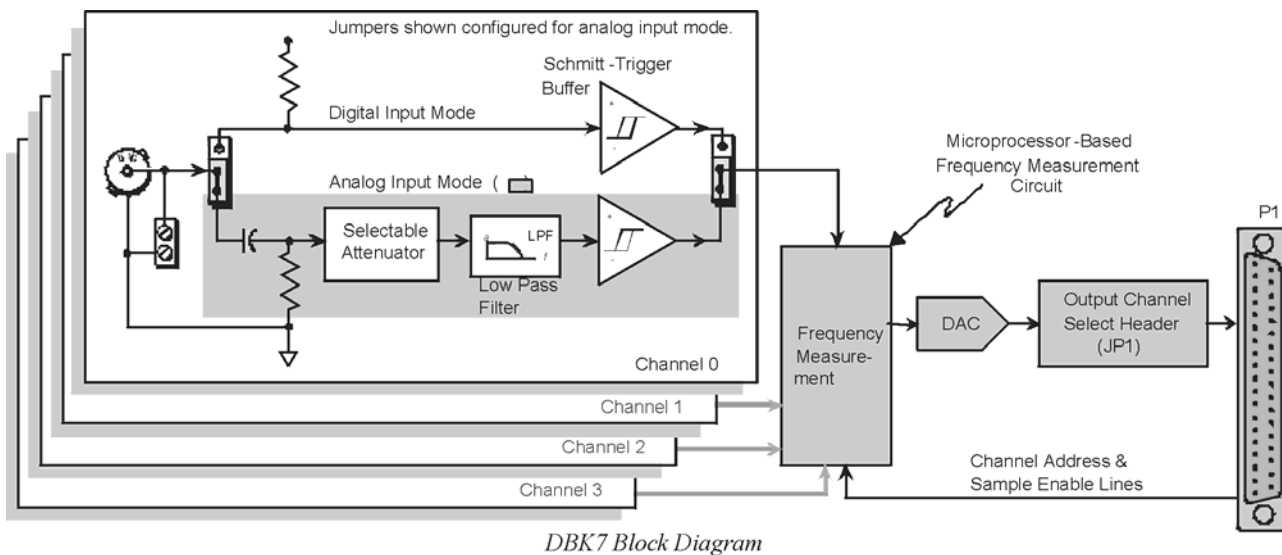 Jumpers shown configured for analog input mode.
Schmitt -Trigger
Buffer
Digital Input Mode
Analog Input Mode ( )
Selectable
Attenuator
LPF
f
Low Pass
Filter
Channel 0
Channel 1
Channel 2
Channel 3
Microprocessor -Based
Frequency Measurement
Circuit
Frequency
Measure-
ment
DAC
Output Channel
Select Header
(JP1)
P1
Channel Address &
Sample Enable Lines
DBK7 Block Diagram